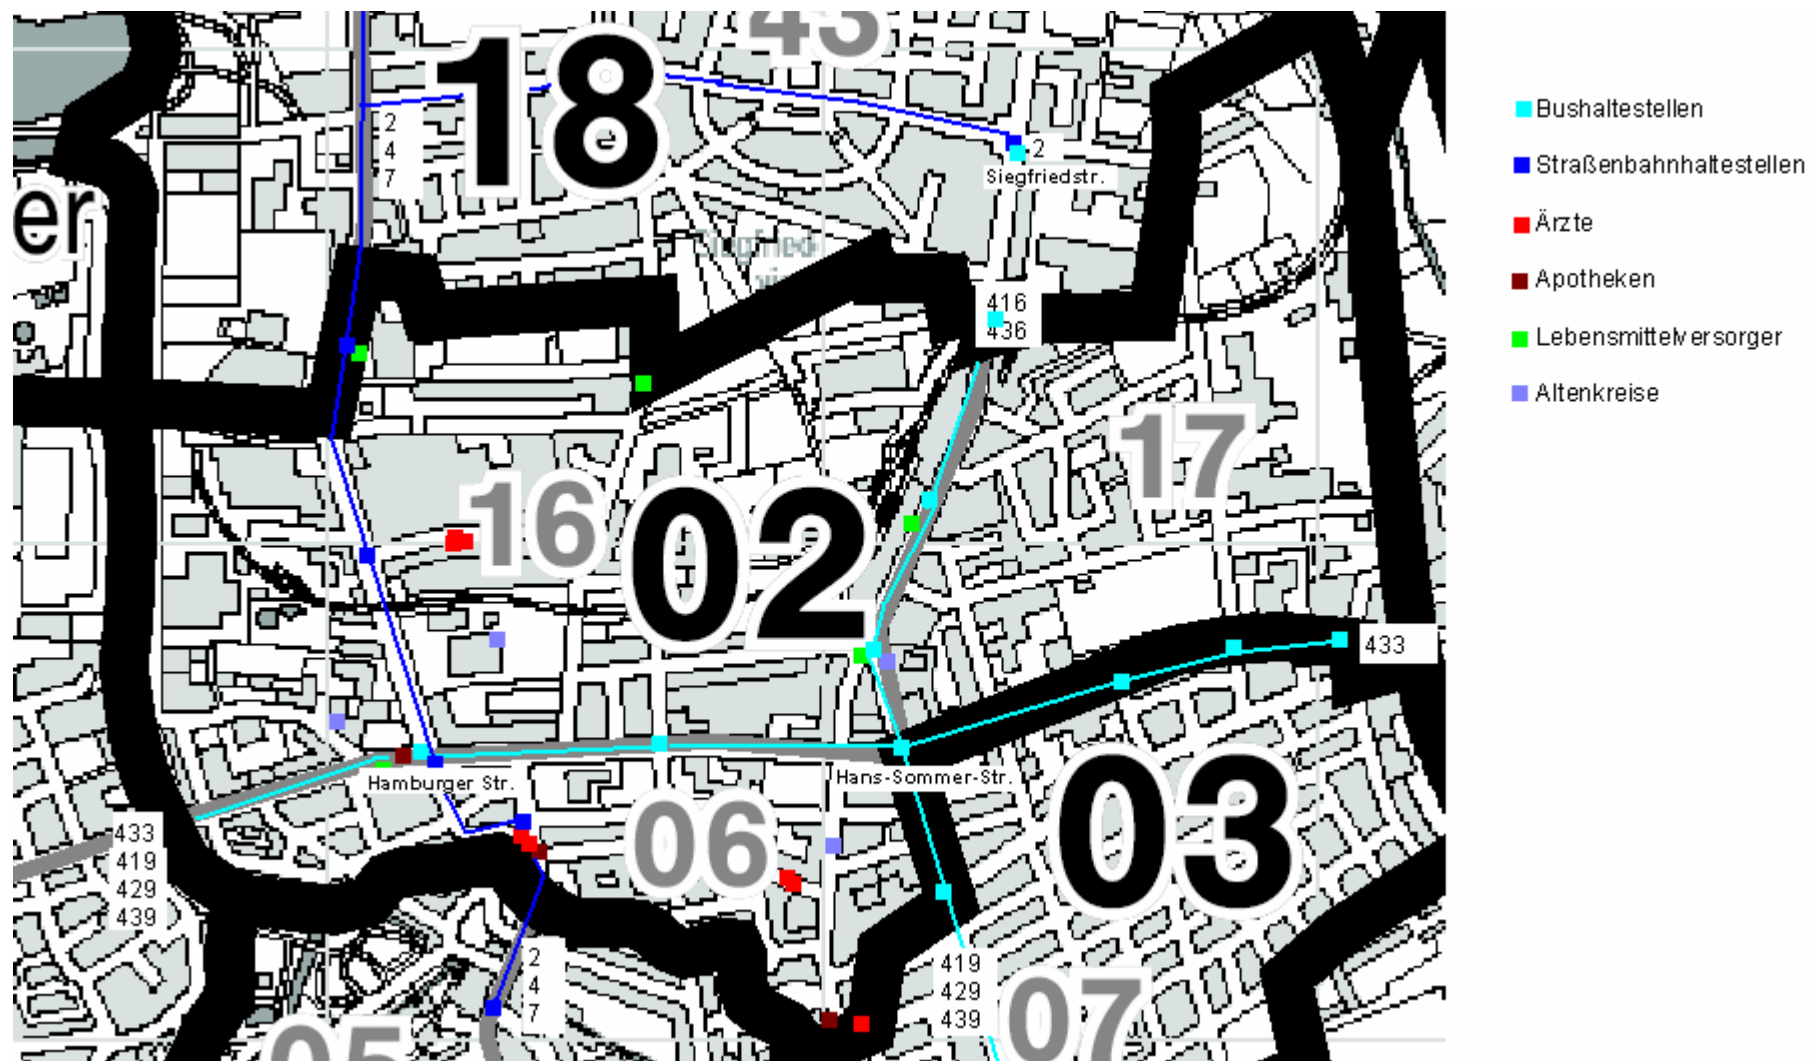 43
18
2
4
7
2
Siegfriedstr.
er
Siegfried-
416
436
17
16
02
433
Hamburger Str.
Hans-Sommer-Str.
03
06
433
419
429
439
2
4
7
419
429
439
07
05
Bushaltestellen
Straßenbahnhaltestellen
Ärzte
Apotheken
Lebensmittelversorger
Altenkreise